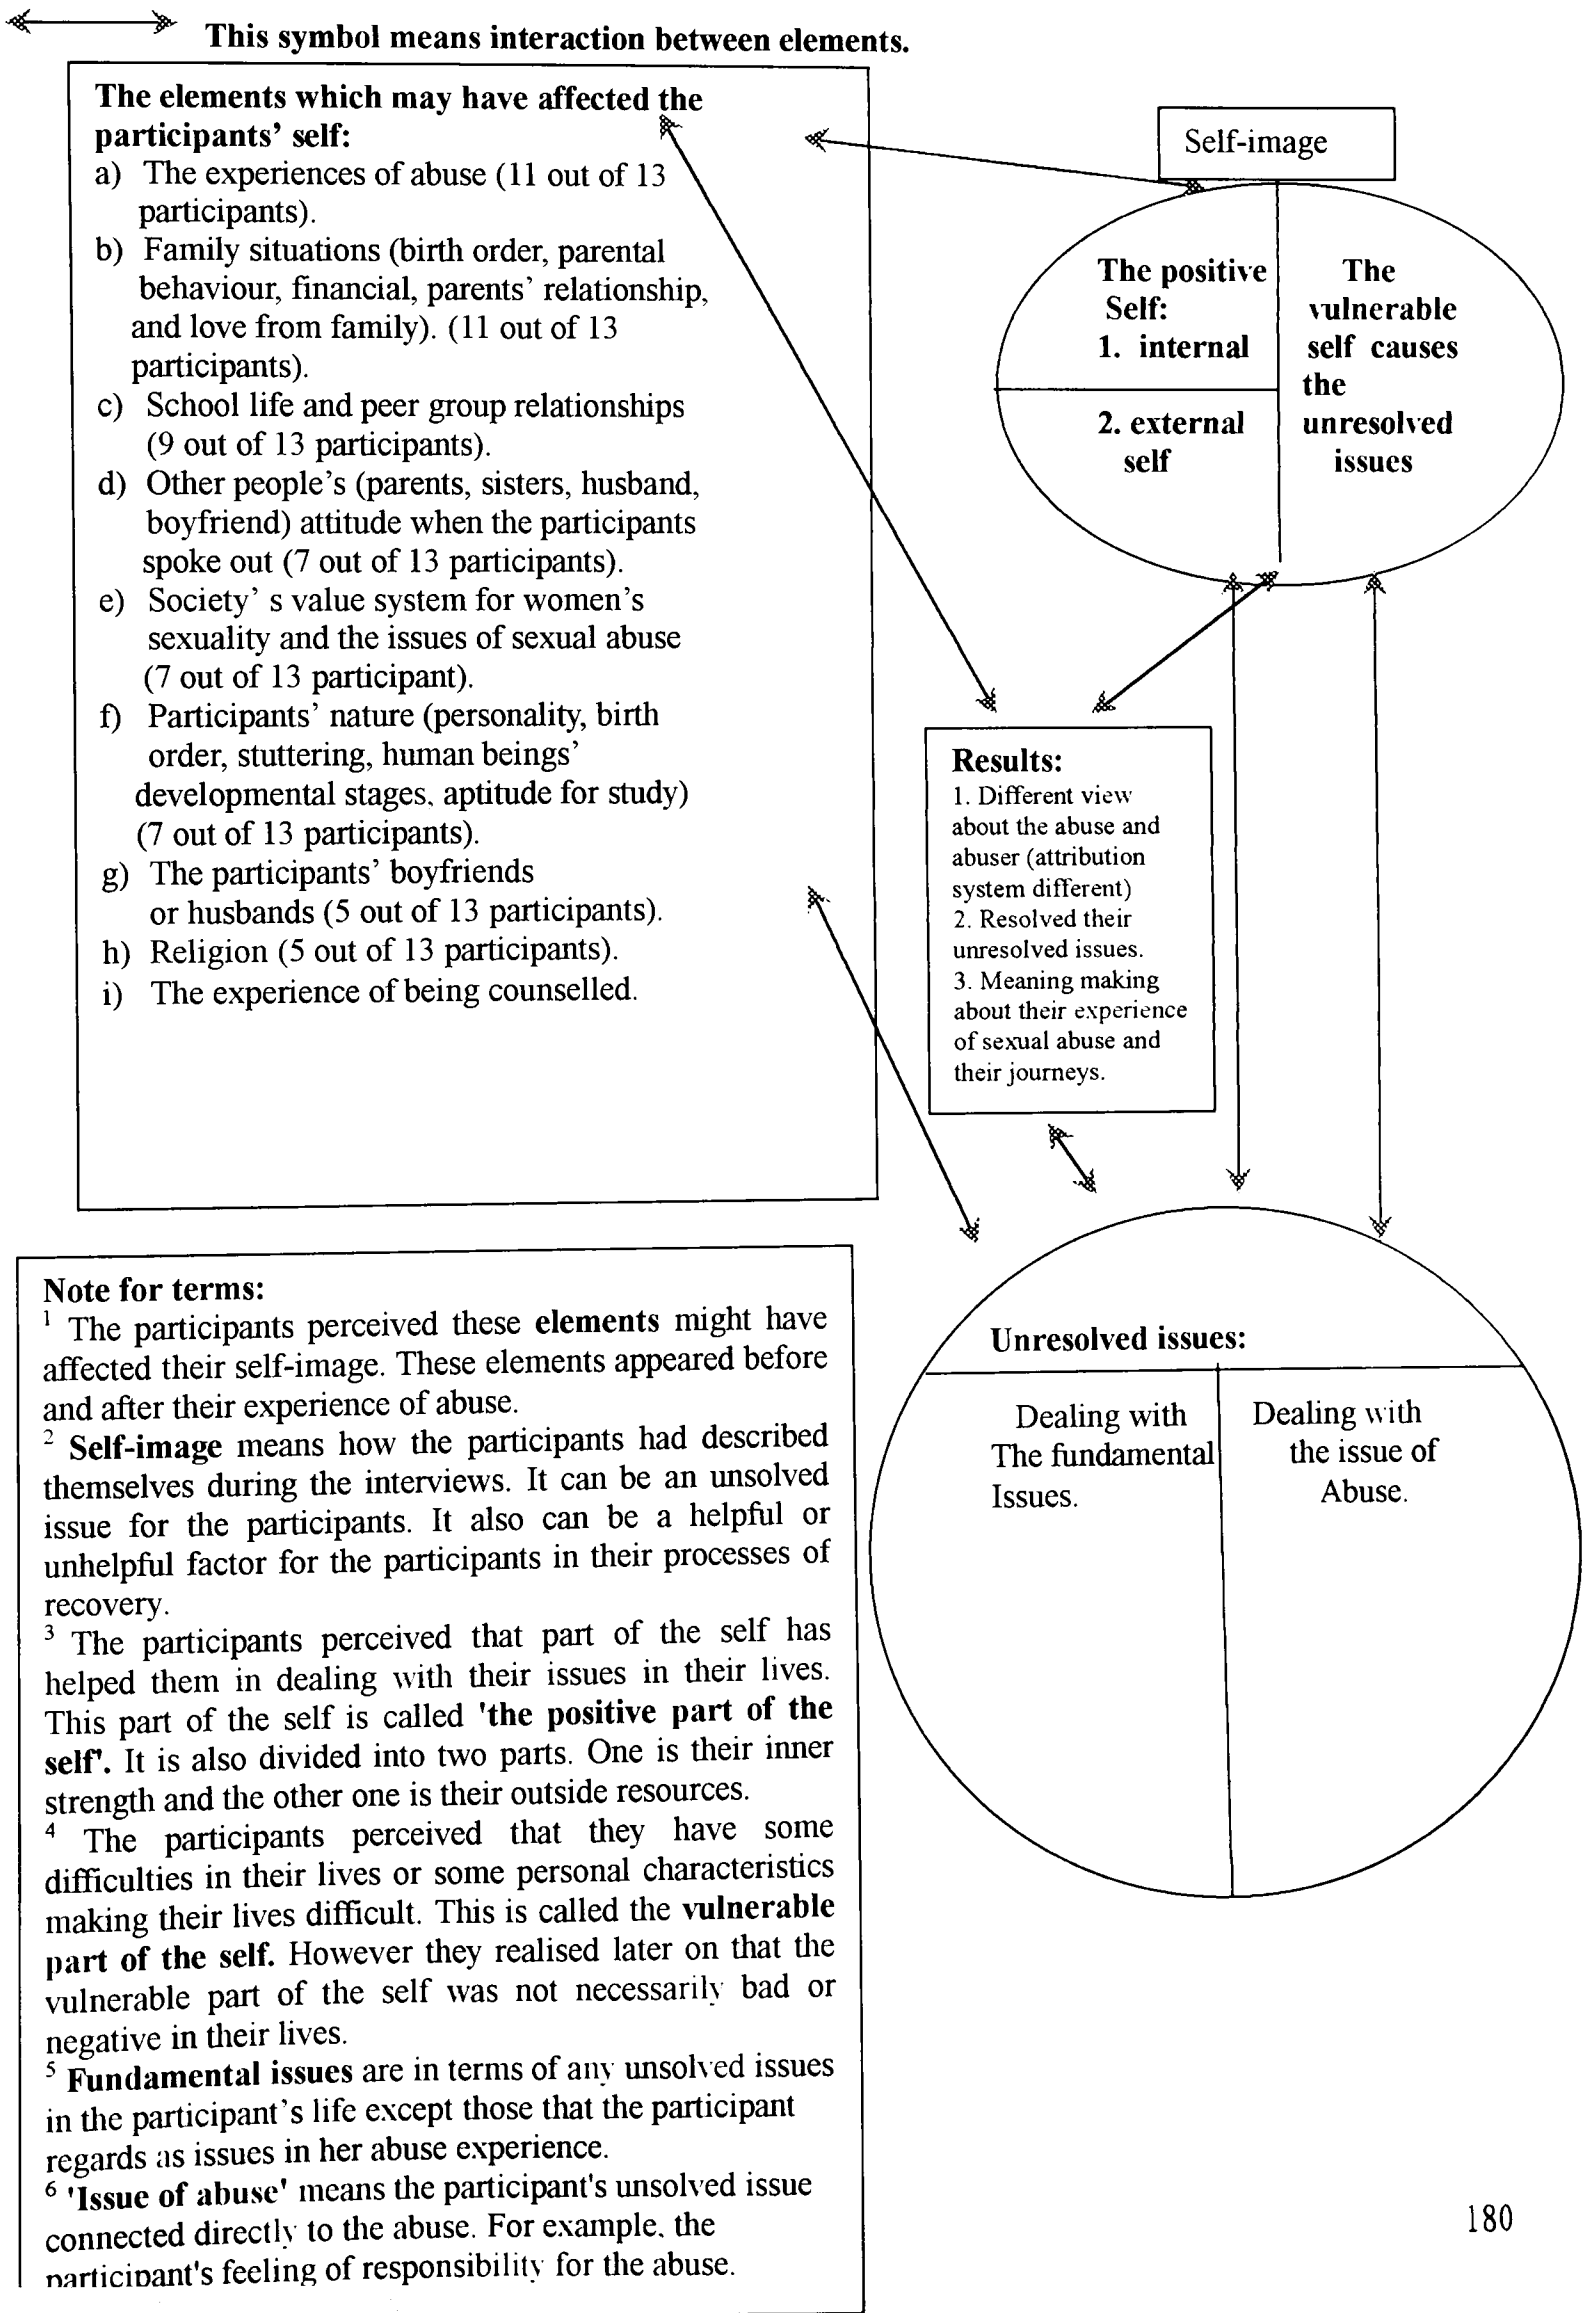 This symbol means interaction between elements.
The elements which may have affected the
participants' self:
a) The experiences of abuse (11 out of 13
participants).
b) Family situations (birth order, parental
behaviour, financial, parents' relationship,
and love from family). (11 out of 13
participants).
c) School life and peer group relationships
(9 out of 13 participants).
d) Other people's (parents, sisters, husband,
boyfriend) attitude when the participants
spoke out (7 out of 13 participants).
e) Society' s value system for women's
sexuality and the issues of sexual abuse
(7 out of 13 participant).
f) Participants' nature (personality, birth
order, stuttering, human beings'
developmental stages, aptitude for study)
(7 out of 13 participants).
g) The participants' boyfriends
or husbands (5 out of 13 participants).
h) Religion (5 out of 13 participants).
i) The experience of being counselled.
Self-image
The positive
Self:
1. internal
2. external
self
The
vulnerable
self causes
the
unresolved
issues
Results:
1. Different view
about the abuse and
abuser (attribution
system different)
2. Resolved their
unresolved issues.
3. Meaning making
about their experience
of sexual abuse and
their journeys.
Unresolved issues:
Dealing with
The fundamental
Issues.
Dealing with
the issue of
Abuse.
Note for terms:
1 The participants perceived these elements might have
affected their self-image. These elements appeared before
and after their experience of abuse.
2 Self-image means how the participants had described
themselves during the interviews. It can be an unsolved
issue for the participants. It also can be a helpful or
unhelpful factor for the participants in their processes of
recovery.
3 The participants perceived that part of the self has
helped them in dealing with their issues in their lives.
This part of the self is called 'the positive part of the
self'. It is also divided into two parts. One is their inner
strength and the other one is their outside resources.
4 The participants perceived that they have some
difficulties in their lives or some personal characteristics
making their lives difficult. This is called the vulnerable
part of the self. However they realised later on that the
vulnerable part of the self was not necessarily bad or
negative in their lives.
5 Fundamental issues are in terms of any unsolved issues
in the participant's life except those that the participant
regards as issues in her abuse experience.
6 'Issue of abuse' means the participant's unsolved issue
connected directly to the abuse. For example, the
participant's feeling of responsibility for the abuse.
180